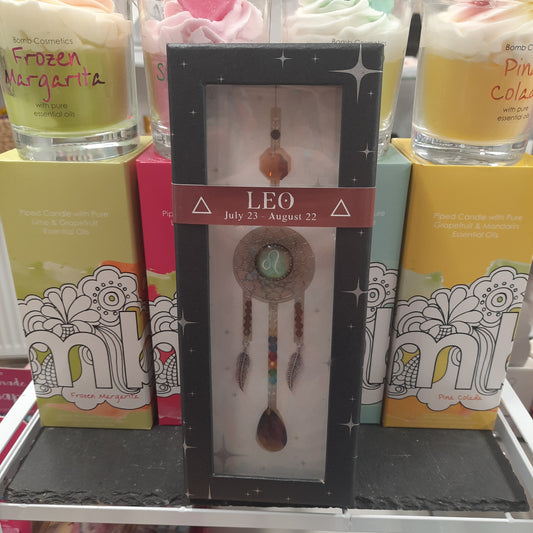 Bomb Cosmetics
Frozen
Margarita
with pure
essential oils
Bomb Cosmetics
Pina
Colada
with pure
essential oils
LEO
July 23 - August 22
Piped Candle with Pure
Lime & Grapefruit
Essential Oils
Piped Candle with Pure
Grapefruit & Mandarin
Essential Oils
Frozen Margarita
Pina Colada